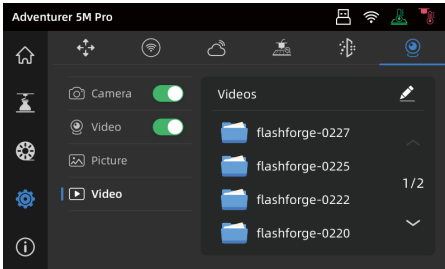 Adventurer 5M Pro
Camera
Video
Picture
Video
Videos
flashforge-0227
flashforge-0225
flashforge-0222
flashforge-0220
1/2